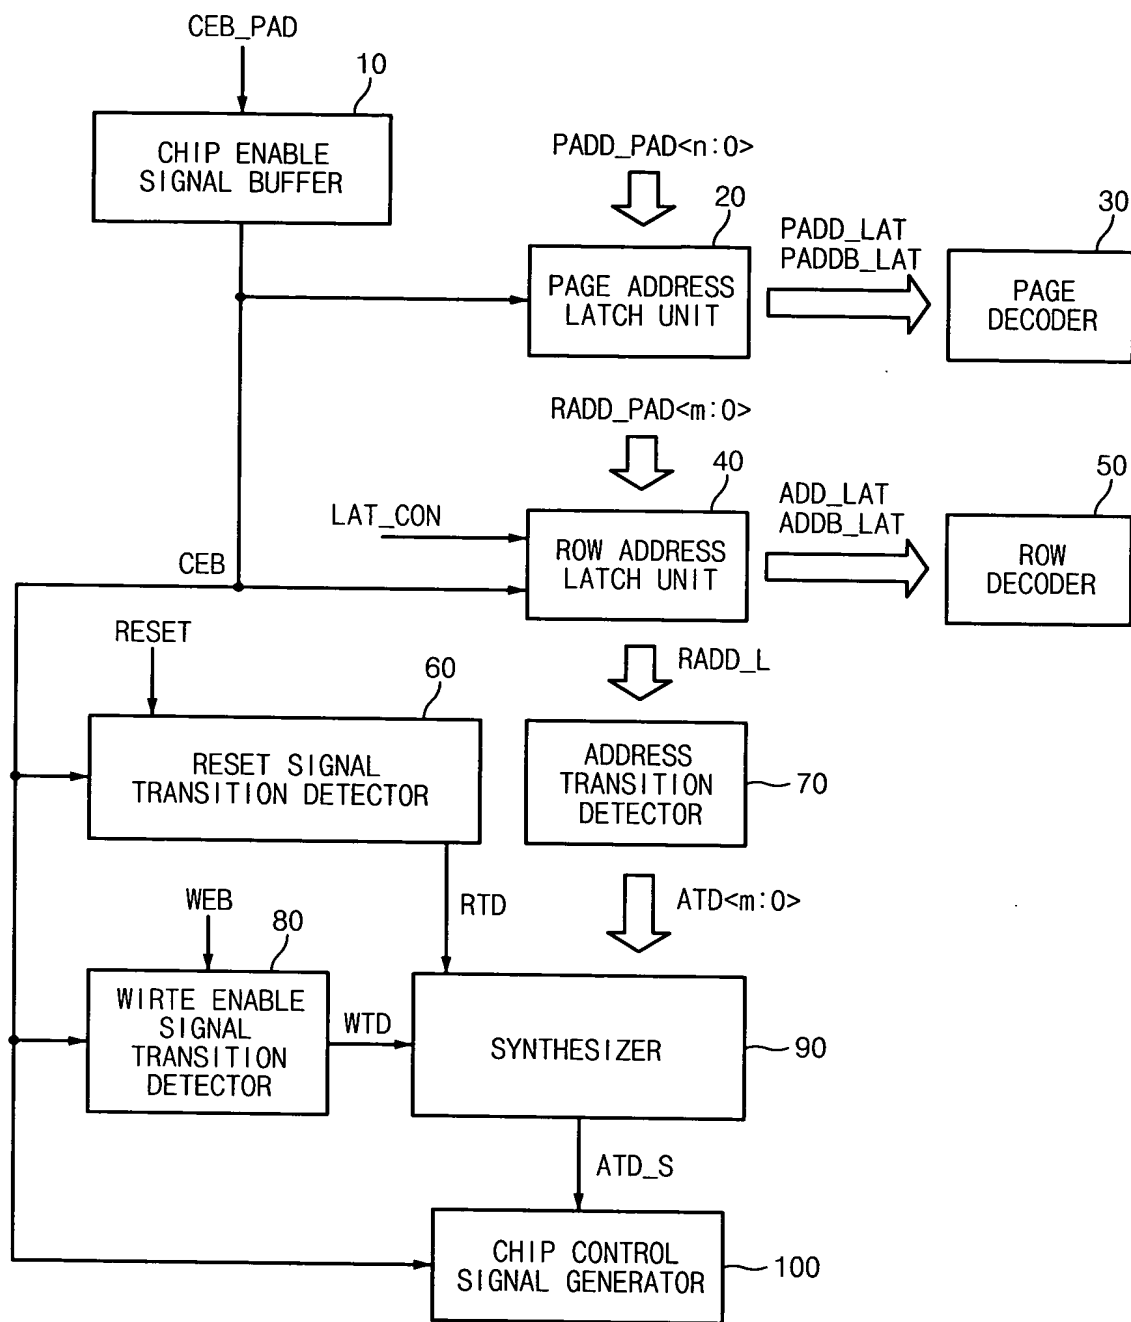 CEB_PAD
10
CHIP ENABLE
SIGNAL BUFFER
PADD_PAD<n:0>
20
PAGE ADDRESS
LATCH UNIT
PADD_LAT
PADDB_LAT
30
PAGE
DECODER
RADD_PAD<m:0>
40
LAT_CON
ROW ADDRESS
LATCH UNIT
ADD_LAT
ADDB_LAT
50
ROW
DECODER
CEB
RESET
60
RESET SIGNAL
TRANSITION DETECTOR
RADD_L
ADDRESS
TRANSITION
DETECTOR
70
RTD
ATD<m:0>
WEB
80
WIRTE ENABLE
SIGNAL
TRANSITION
DETECTOR
WTD
SYNTHESIZER
90
ATD_S
CHIP CONTROL
SIGNAL GENERATOR
100